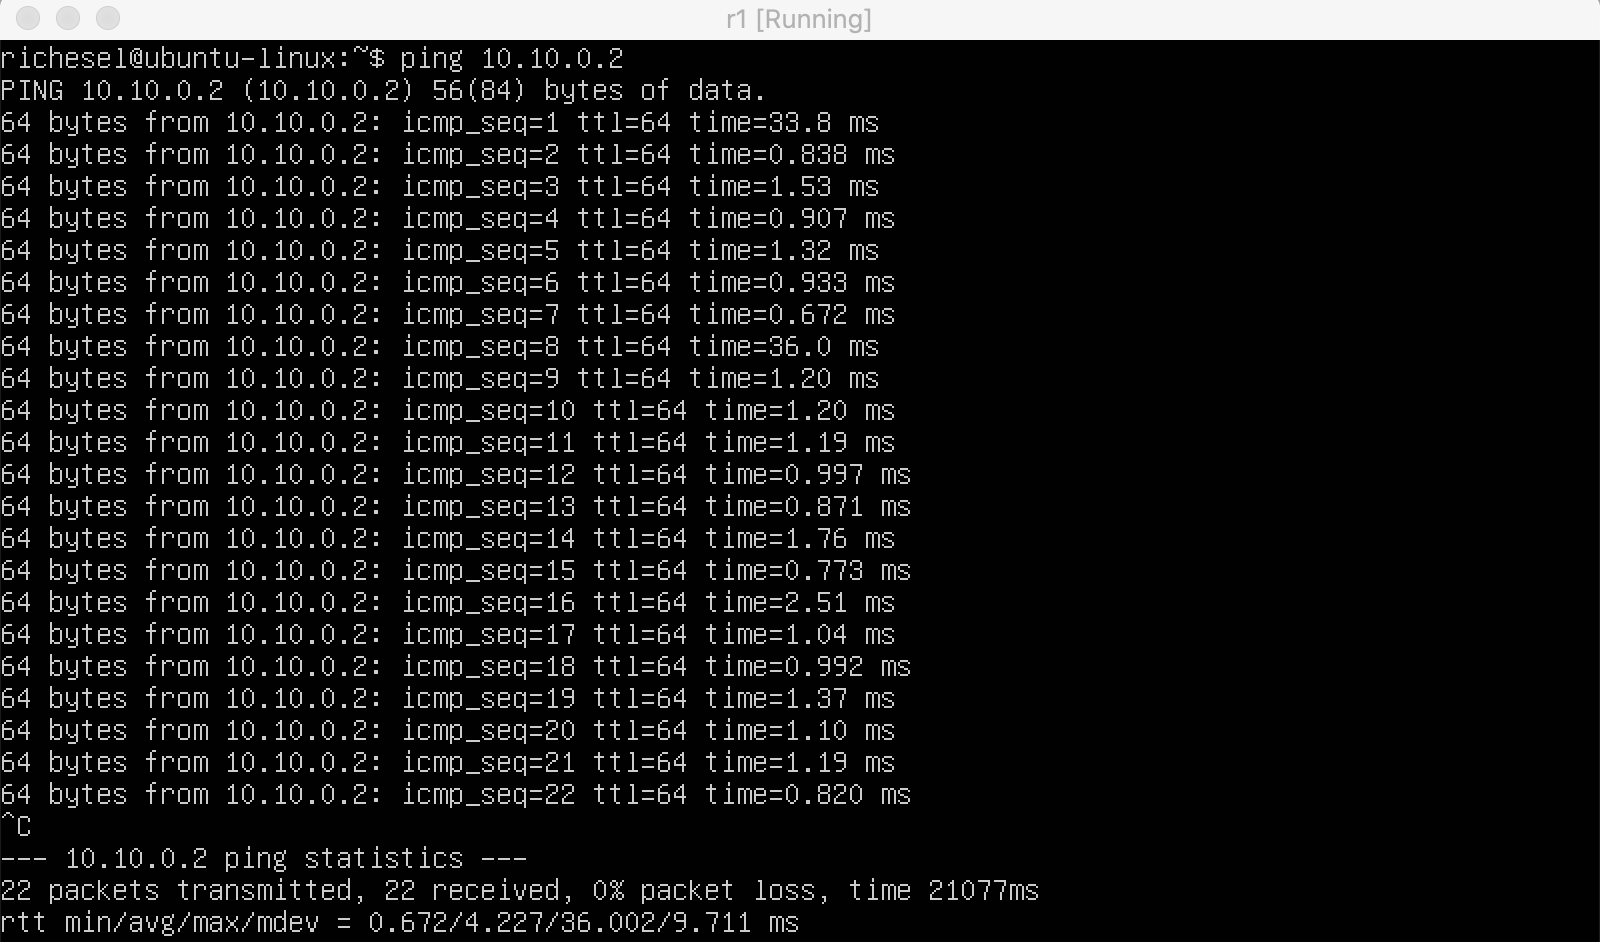 r1 [Running]
richesel@ubuntu-linux:~$ ping 10.10.0.2
PING 10.10.0.2 (10.10.0.2) 56(84) bytes of data.
64 bytes from 10.10.0.2: icmp_seq=1 ttl=64 time=33.8 ms
64 bytes from 10.10.0.2: icmp_seq=2 ttl=64 time=0.838 ms
64 bytes from 10.10.0.2: icmp_seq=3 ttl=64 time=1.53 ms
64 bytes from 10.10.0.2: icmp_seq=4 ttl=64 time=0.907 ms
64 bytes from 10.10.0.2: icmp_seq=5 ttl=64 time=1.32 ms
64 bytes from 10.10.0.2: icmp_seq=6 ttl=64 time=0.933 ms
64 bytes from 10.10.0.2: icmp_seq=7 ttl=64 time=0.672 ms
64 bytes from 10.10.0.2: icmp_seq=8 ttl=64 time=36.0 ms
64 bytes from 10.10.0.2: icmp_seq=9 ttl=64 time=1.20 ms
64 bytes from 10.10.0.2: icmp_seq=10 ttl=64 time=1.20 ms
64 bytes from 10.10.0.2: icmp_seq=11 ttl=64 time=1.19 ms
64 bytes from 10.10.0.2: icmp_seq=12 ttl=64 time=0.997 ms
64 bytes from 10.10.0.2: icmp_seq=13 ttl=64 time=0.871 ms
64 bytes from 10.10.0.2: icmp_seq=14 ttl=64 time=1.76 ms
64 bytes from 10.10.0.2: icmp_seq=15 ttl=64 time=0.773 ms
64 bytes from 10.10.0.2: icmp_seq=16 ttl=64 time=2.51 ms
64 bytes from 10.10.0.2: icmp_seq=17 ttl=64 time=1.04 ms
64 bytes from 10.10.0.2: icmp_seq=18 ttl=64 time=0.992 ms
64 bytes from 10.10.0.2: icmp_seq=19 ttl=64 time=1.37 ms
64 bytes from 10.10.0.2: icmp_seq=20 ttl=64 time=1.10 ms
64 bytes from 10.10.0.2: icmp_seq=21 ttl=64 time=1.19 ms
64 bytes from 10.10.0.2: icmp_seq=22 ttl=64 time=0.820 ms
^C
--- 10.10.0.2 ping statistics ---
22 packets transmitted, 22 received, 0% packet loss, time 21077ms
rtt min/avg/max/mdev = 0.672/4.227/36.002/9.711 ms